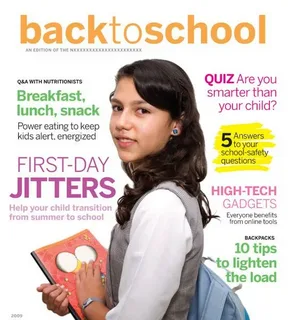 backtoschool
AN EDITION OF THE NXXXXXXXXXXXXXXXXXXXXXXX
Q&A WITH NUTRITIONISTS
Breakfast,
lunch, snack
Power eating to keep
kids alert, energized
QUIZ Are you
smarter than
your child?
5 Answers
to your
school-safety
questions
FIRST-DAY
JITTERS
Help your child transition
from summer to school
HIGH-TECH
GADGETS
Everyone benefits
from online tools
BACKPACKS
10 tips
to lighten
the load
2009